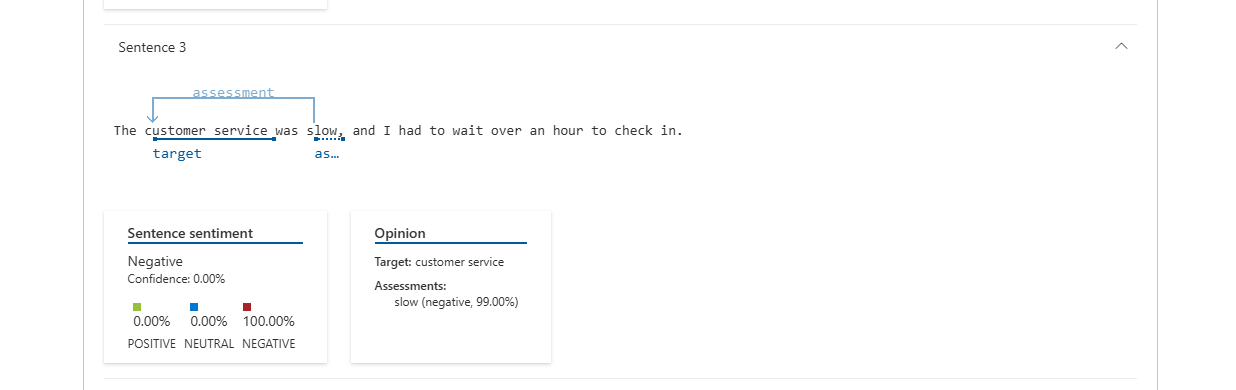 Sentence 3
assessment
The customer service was slow, and I had to wait over an hour to check in.
target as…
Sentence sentiment
Negative
Confidence: 0.00%
0.00% 0.00% 100.00%
POSITIVE NEUTRAL NEGATIVE
Opinion
Target: customer service
Assessments:
slow (negative, 99.00%)